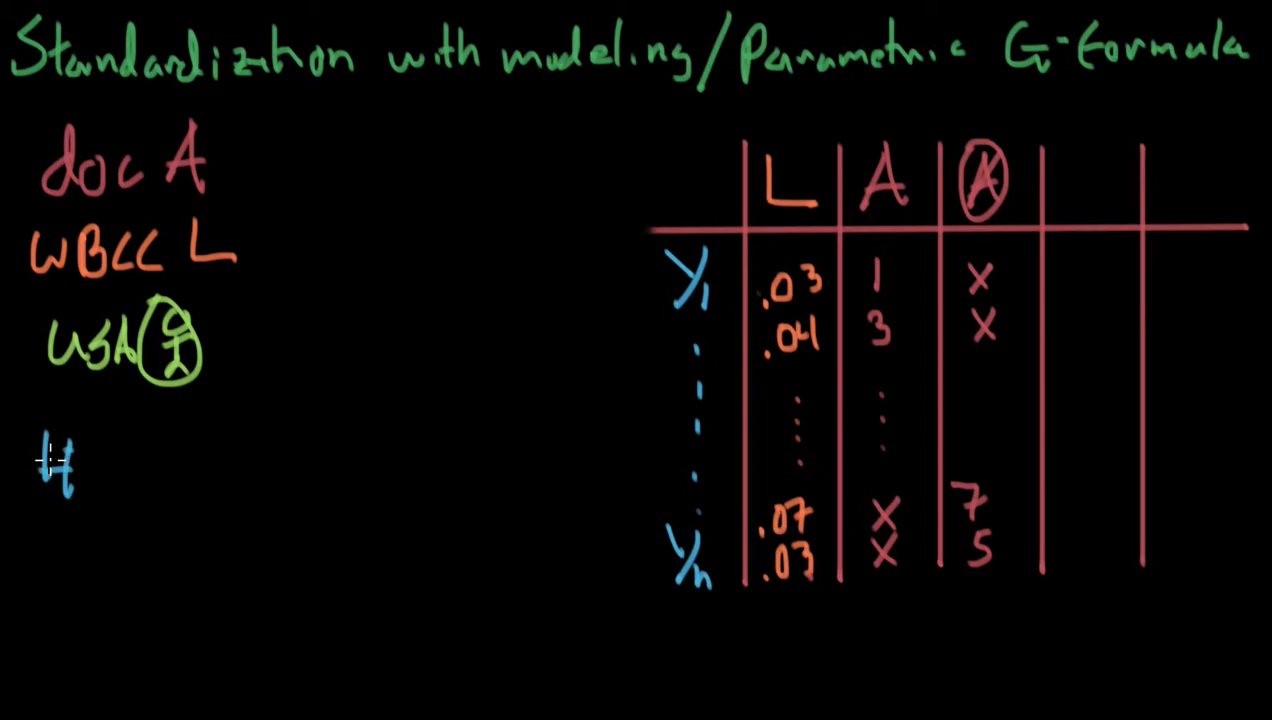 Standardization with modeling/Parametric G-formula
doc A
WBCC L
USA
H
L A A
Y1 .03 1 X
.04 3 X
.07 X 7
Yn .03 X 5